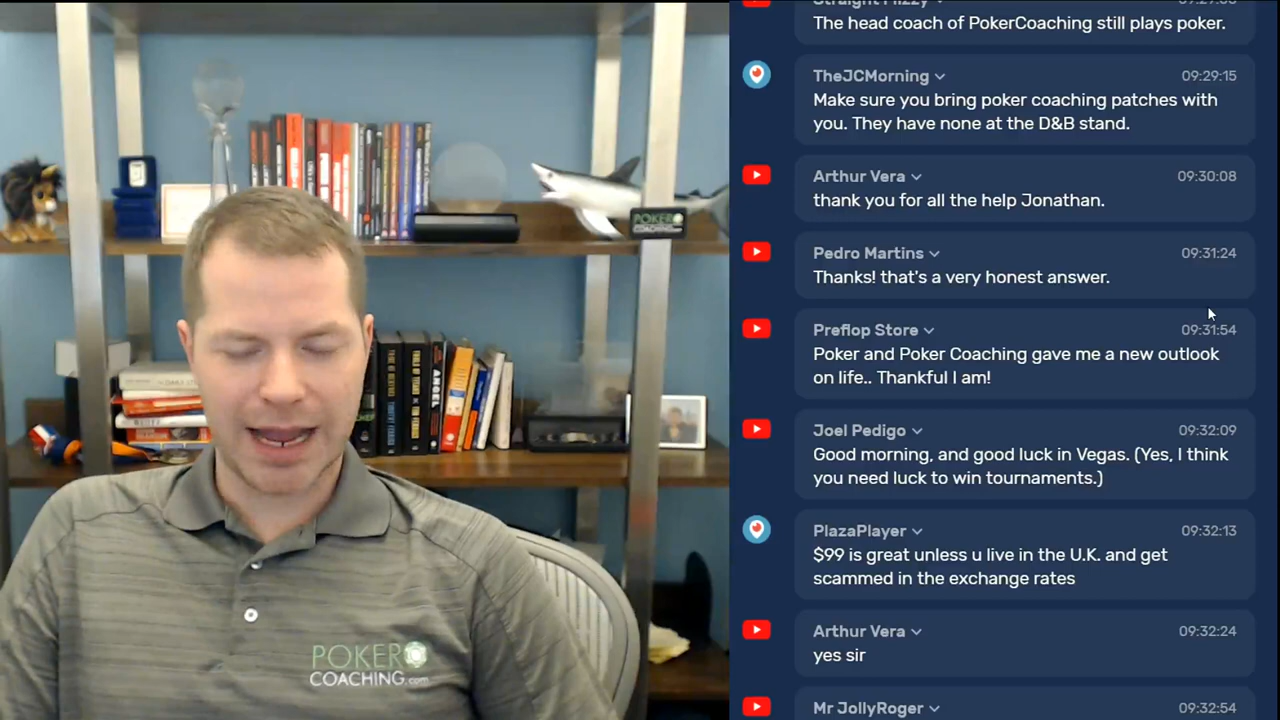 Straight Flizzy
The head coach of PokerCoaching still plays poker.
TheJCMorning
09:29:15
Make sure you bring poker coaching patches with
you. They have none at the D&B stand.
Arthur Vera
09:30:08
thank you for all the help Jonathan.
Pedro Martins
09:31:24
Thanks! that's a very honest answer.
Preflop Store
09:31:54
Poker and Poker Coaching gave me a new outlook
on life.. Thankful I am!
Joel Pedigo
09:32:09
Good morning, and good luck in Vegas. (Yes, I think
you need luck to win tournaments.)
PlazaPlayer
09:32:13
$99 is great unless u live in the U.K. and get
scammed in the exchange rates
Arthur Vera
09:32:24
yes sir
Mr JollyRoger
09:32:54
POKER
COACHING
ANGEL
POKER
COACHING.com